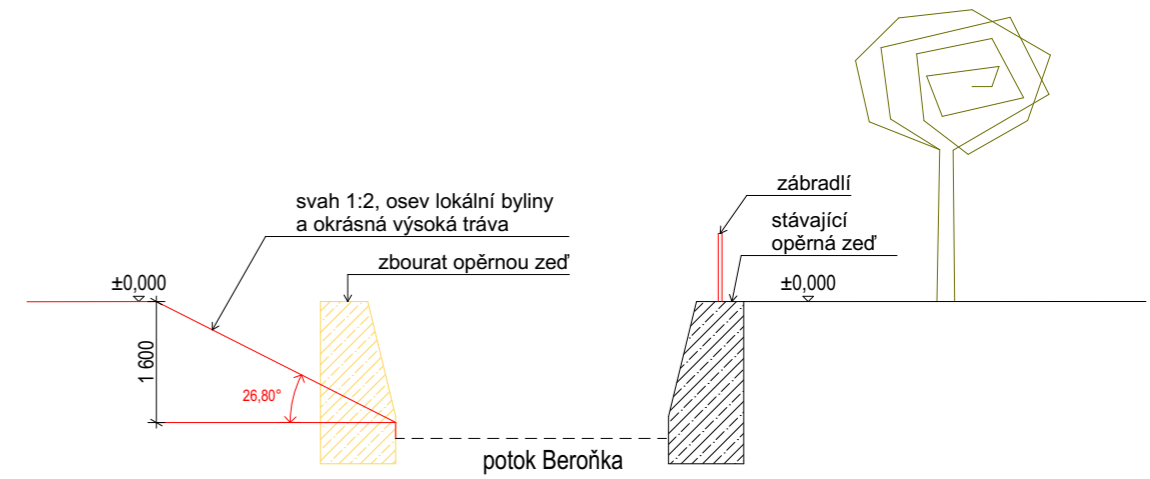 zábradlí
svah 1:2, osev lokální byliny
a okrásná výsoká tráva
stávající
opěrná zeď
zbourat opěrnou zeď
±0,000
±0,000
1 600
26,80°
potok Beroňka